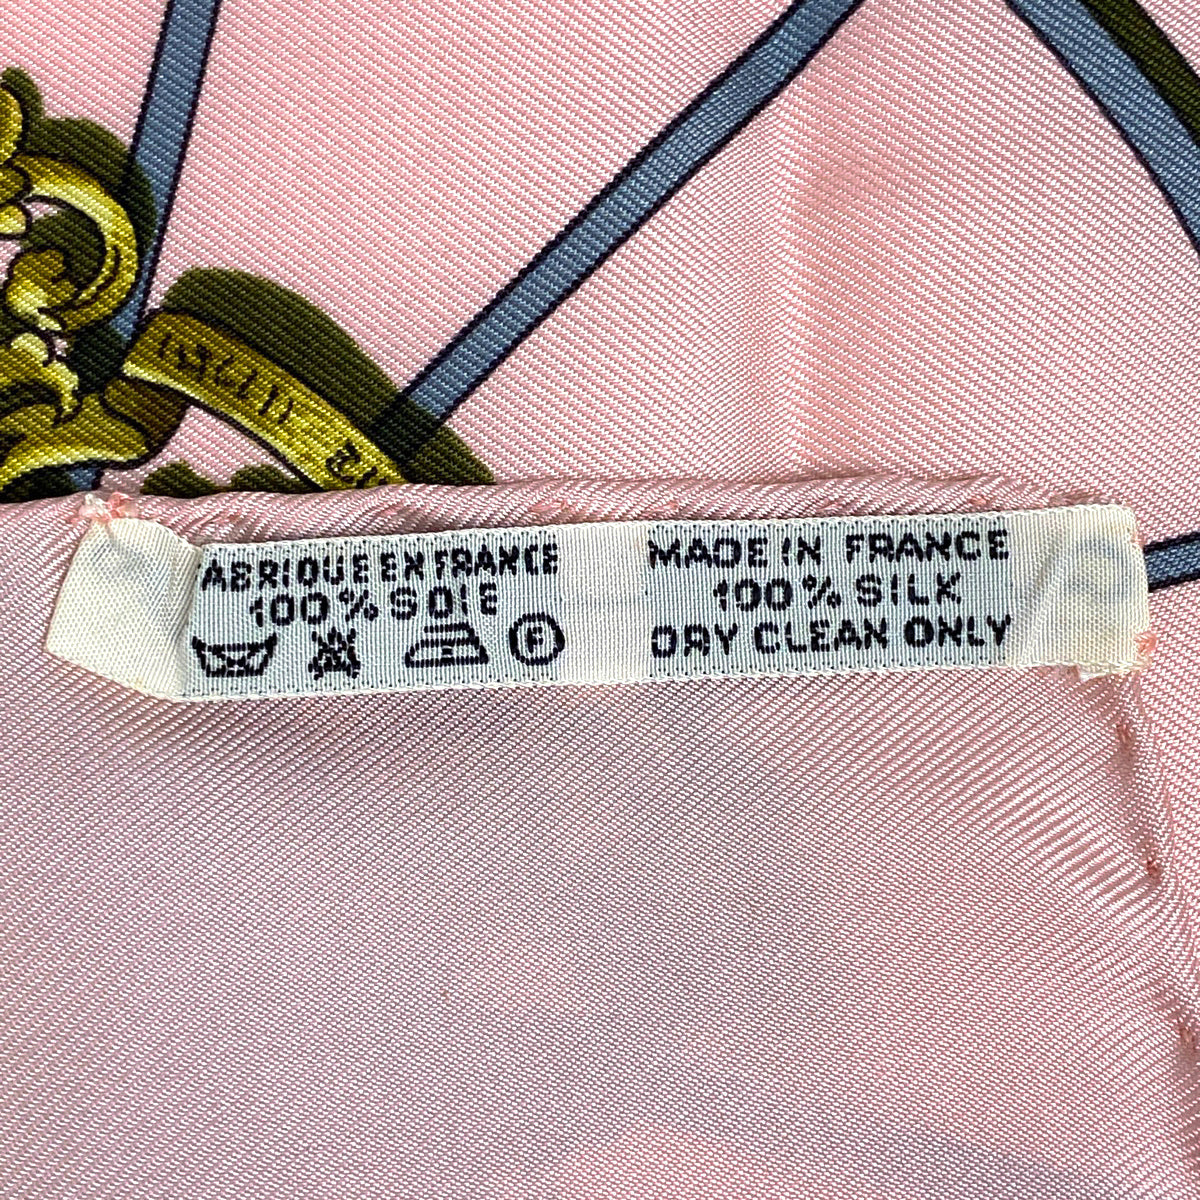 ABRIQUE EN FRANCE
100% SOIE
F
MADE IN FRANCE
100% SILK
DRY CLEAN ONLY